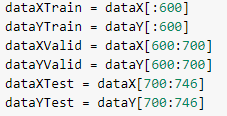 dataXTrain = dataX[:600]
dataYTrain = dataY[:600]
dataXValid = dataX[600:700]
dataYValid = dataY[600:700]
dataXTest = dataX[700:746]
dataYTest = dataY[700:746]